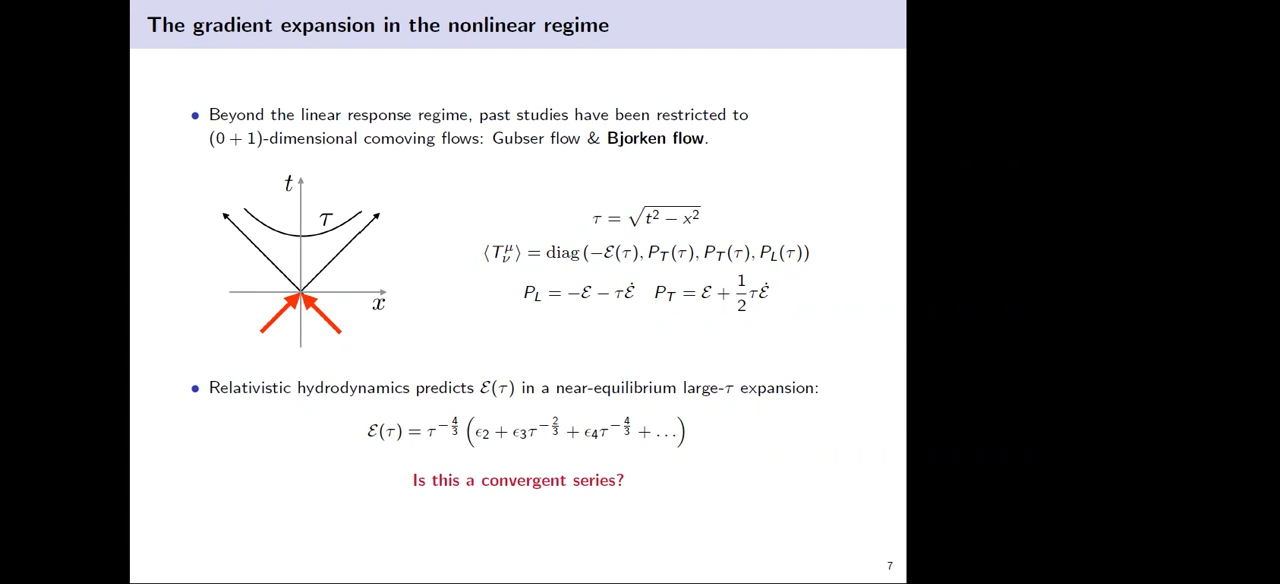 The gradient expansion in the nonlinear regime
• Beyond the linear response regime, past studies have been restricted to
(0 + 1)-dimensional comoving flows: Gubser flow & Bjorken flow.
t
τ
x
τ = √(t² − x²)
⟨T^μ_ν⟩ = diag (−ℰ(τ), P_T(τ), P_T(τ), P_L(τ))
P_L = −ℰ − τℰ̇ P_T = ℰ + 1/2 τℰ̇
• Relativistic hydrodynamics predicts ℰ(τ) in a near-equilibrium large-τ expansion:
ℰ(τ) = τ^(−4/3) (ϵ₂ + ϵ₃τ^(−2/3) + ϵ₄τ^(−4/3) + …)
Is this a convergent series?
7